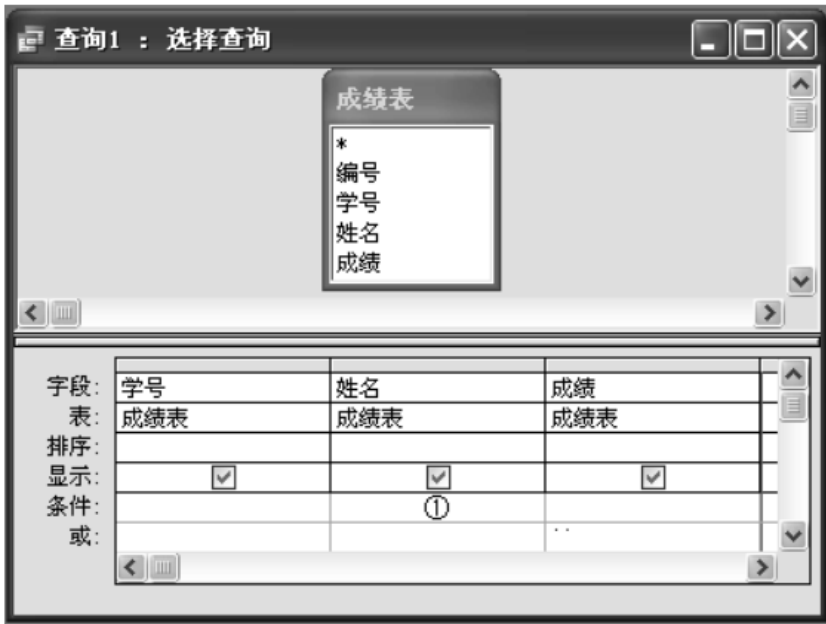 查询1 : 选择查询
成绩表
*
编号
学号
姓名
成绩
字段: 学号 姓名 成绩
表: 成绩表 成绩表 成绩表
排序:
显示:
条件: ①
或: